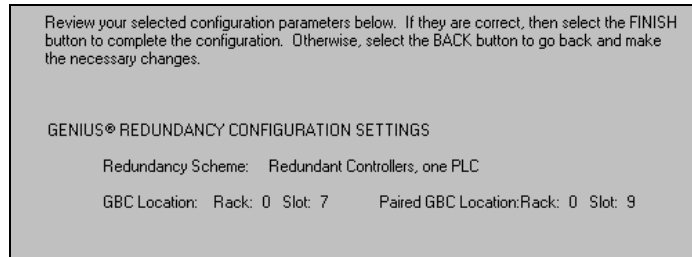 Review your selected configuration parameters below. If they are correct, then select the FINISH
button to complete the configuration. Otherwise, select the BACK button to go back and make
the necessary changes.
GENIUS® REDUNDANCY CONFIGURATION SETTINGS
Redundancy Scheme: Redundant Controllers, one PLC
GBC Location: Rack: 0 Slot: 7 Paired GBC Location:Rack: 0 Slot: 9